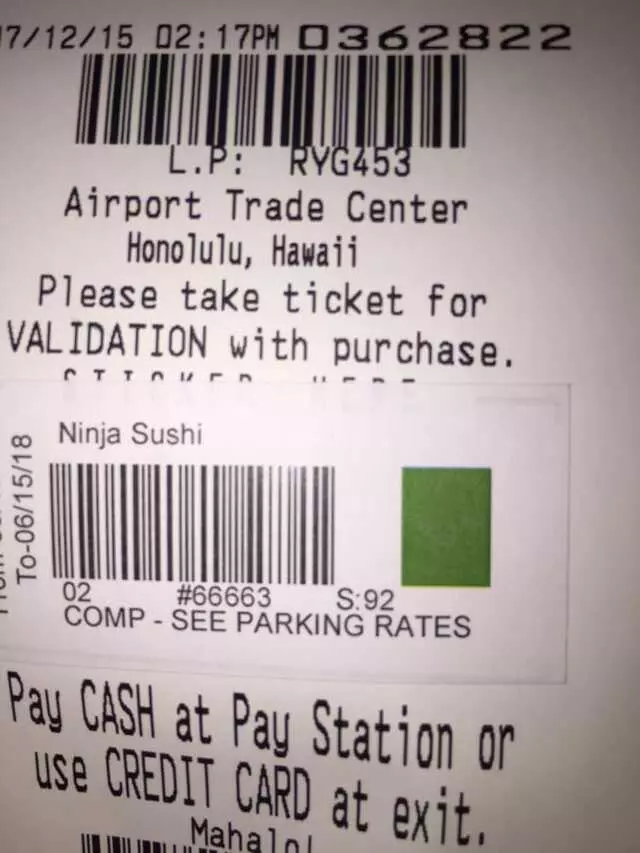 7/12/15 02:17PM 0362822
L.P: RYG453
Airport Trade Center
Honolulu, Hawaii
Please take ticket for
VALIDATION with purchase.
Ninja Sushi
To-06/15/18
02 #66663 S:92
COMP - SEE PARKING RATES
Pay CASH at Pay Station or
use CREDIT CARD at exit.
Mahalo!